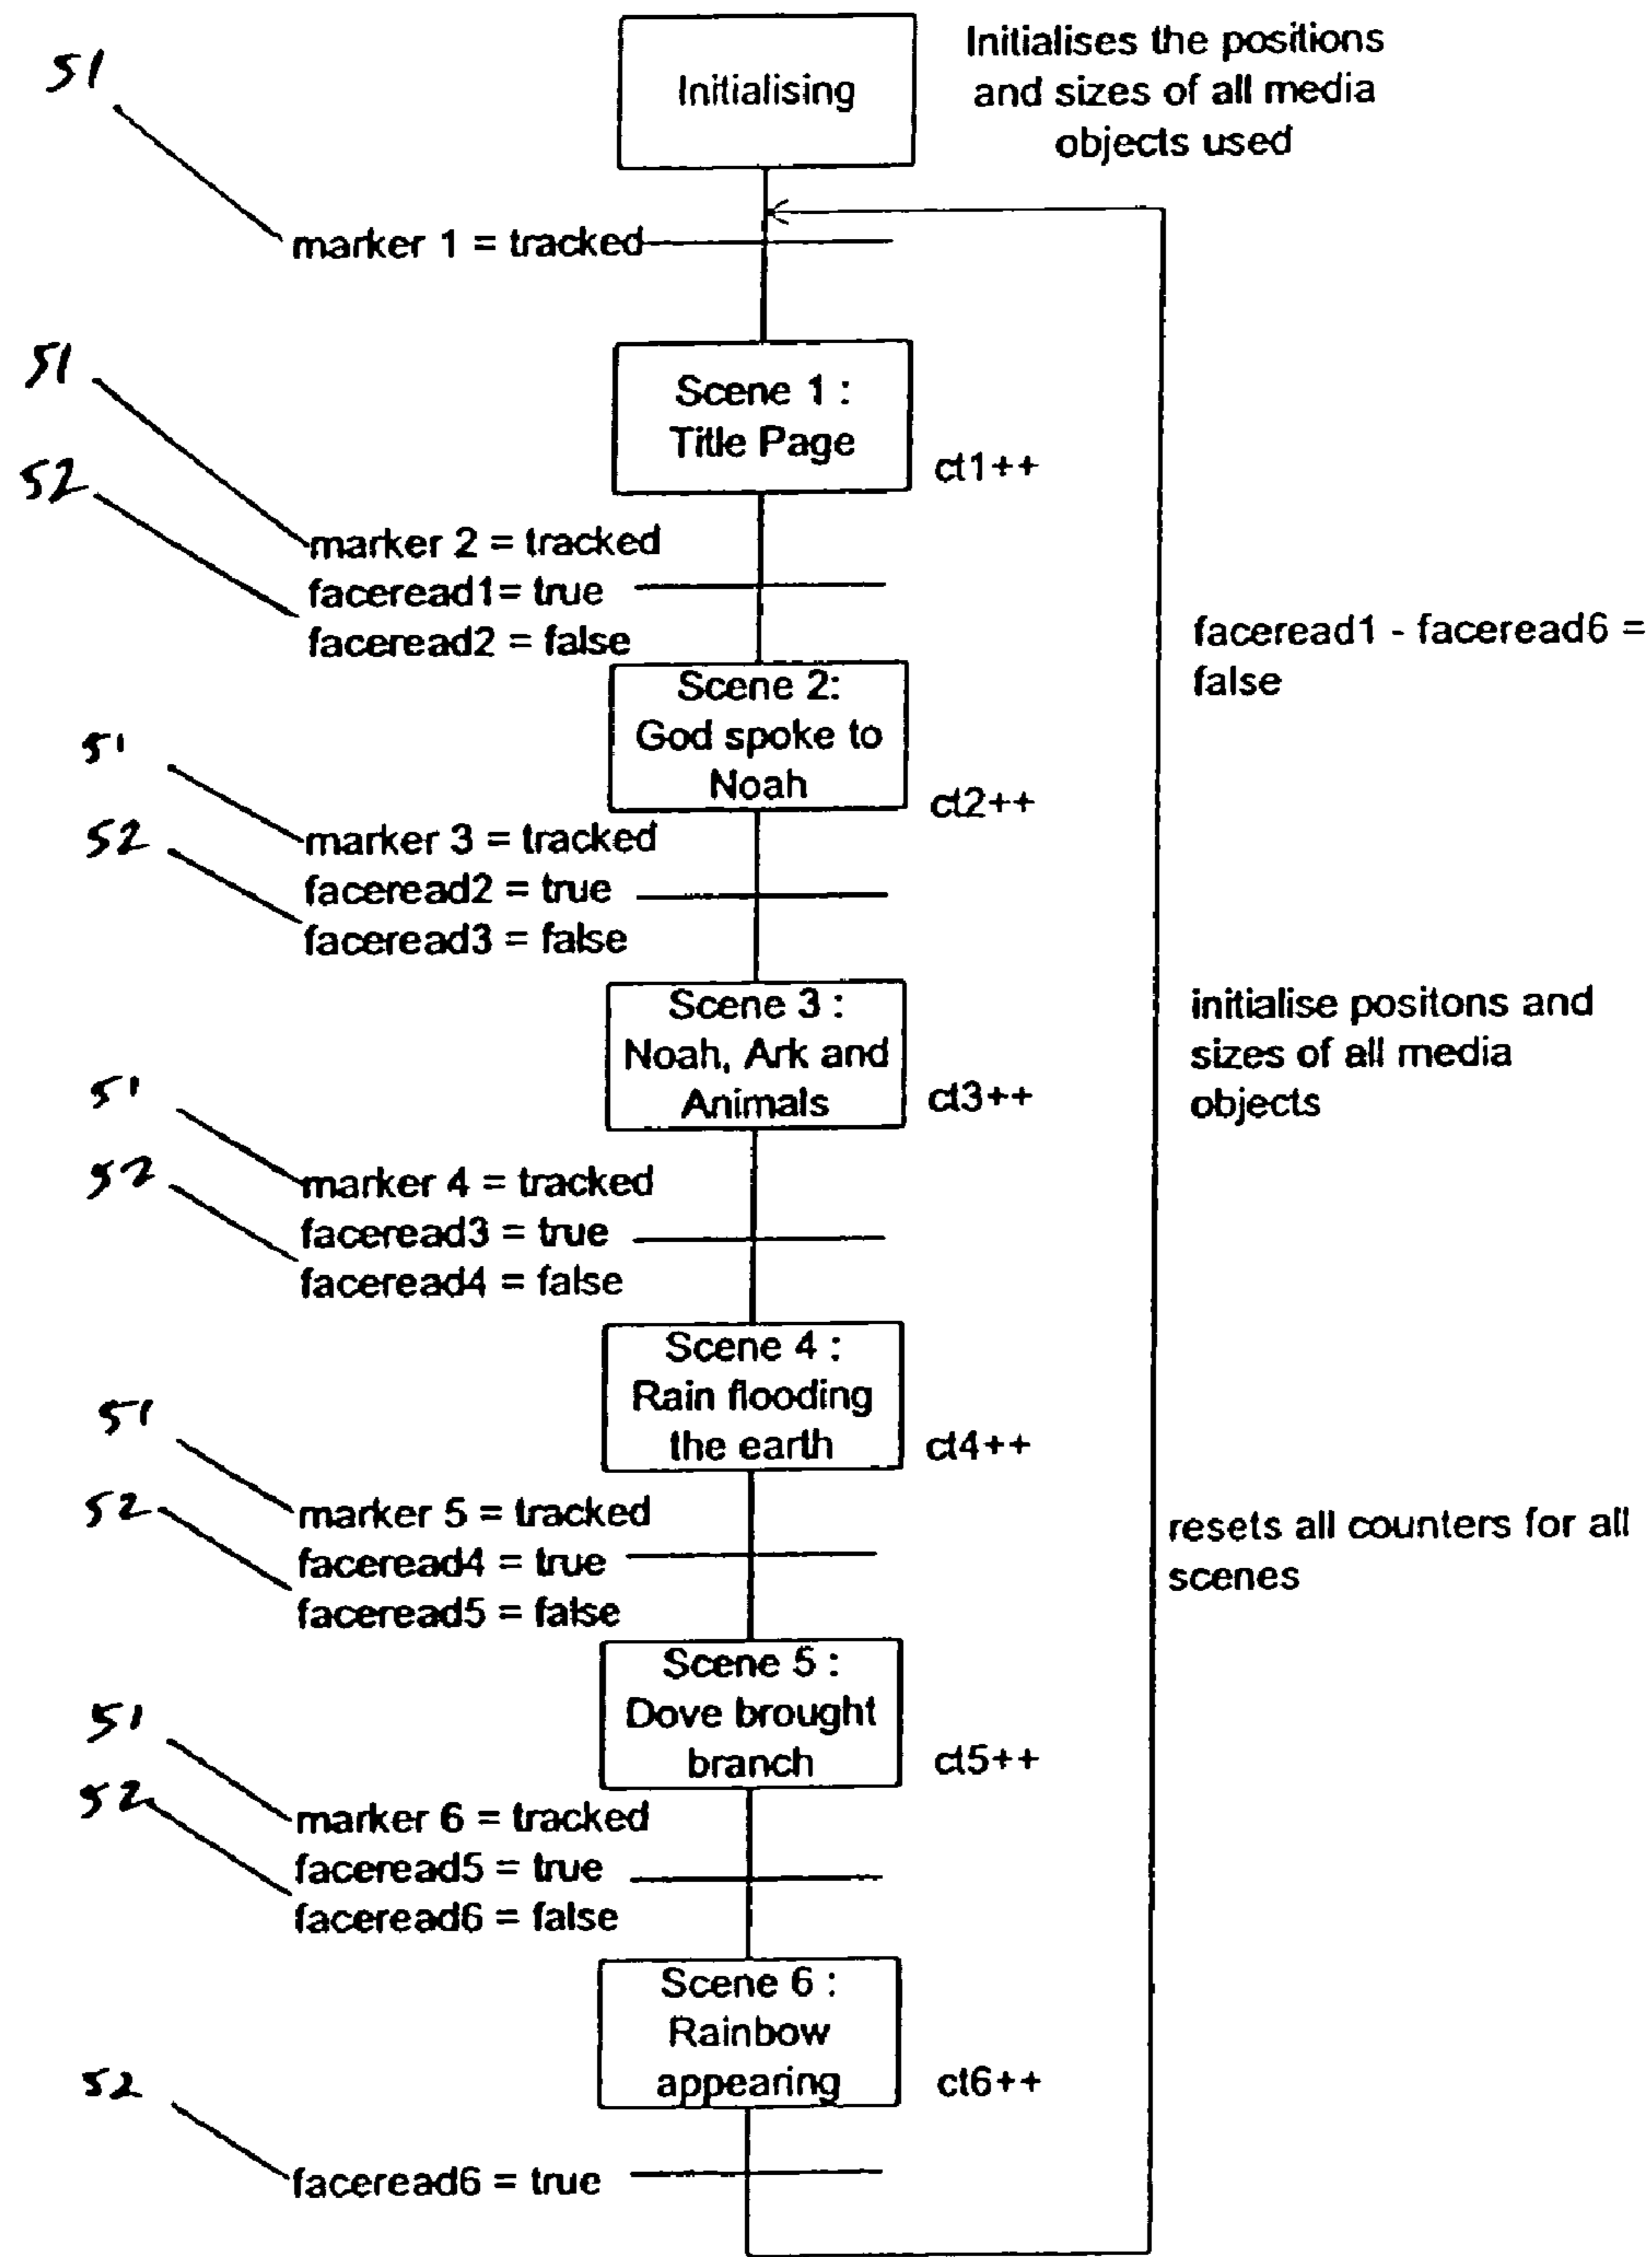 Initialising
Initialises the positions
and sizes of all media
objects used
51
marker 1 = tracked
Scene 1 :
Title Page
ct1++
51
52
marker 2 = tracked
faceread1= true
faceread2 = false
faceread1 - faceread6 =
false
Scene 2:
God spoke to
Noah
ct2++
51
52
marker 3 = tracked
faceread2 = true
faceread3 = false
Scene 3 :
Noah, Ark and
Animals
ct3++
initialise positons and
sizes of all media
objects
51
52
marker 4 = tracked
faceread3 = true
faceread4 = false
Scene 4 :
Rain flooding
the earth
ct4++
51
52
marker 5 = tracked
faceread4 = true
faceread5 = false
resets all counters for all
scenes
Scene 5 :
Dove brought
branch
ct5++
51
52
marker 6 = tracked
faceread5 = true
faceread6 = false
Scene 6 :
Rainbow
appearing
ct6++
52
faceread6 = true